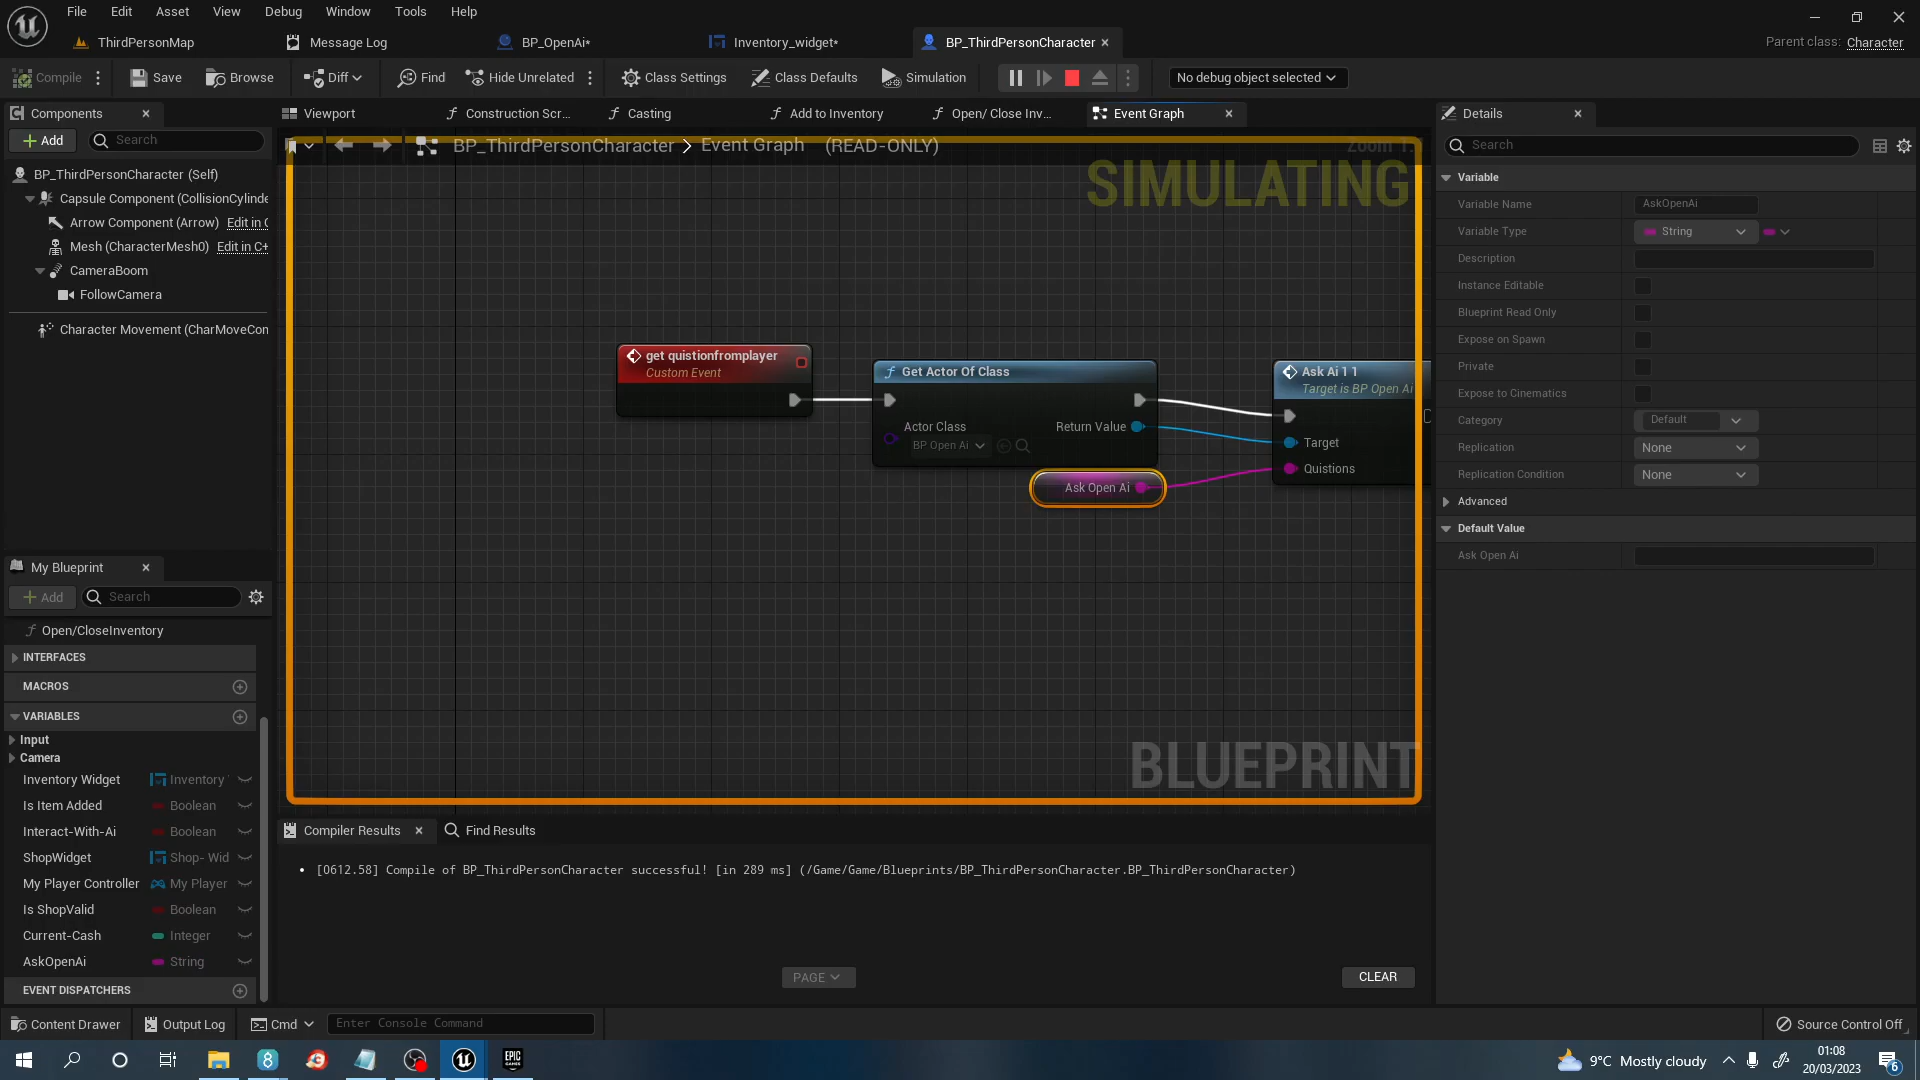 File Edit Asset View Debug Window Tools Help
ThirdPersonMap Message Log BP_OpenAi* Inventory_widget* BP_ThirdPersonCharacter
Parent class: Character
Compile Save Browse Diff Find Hide Unrelated Class Settings Class Defaults Simulation No debug object selected
Components
Add Search
BP_ThirdPersonCharacter (Self)
Capsule Component (CollisionCylinde
Arrow Component (Arrow) Edit in C
Mesh (CharacterMesh0) Edit in C+
CameraBoom
FollowCamera
Character Movement (CharMoveCon
My Blueprint
Add Search
Open/CloseInventory
INTERFACES
MACROS
VARIABLES
Input
Camera
Inventory Widget Inventory
Is Item Added Boolean
Interact-With-Ai Boolean
ShopWidget Shop- Wid
My Player Controller My Player
Is ShopValid Boolean
Current-Cash Integer
AskOpenAi String
EVENT DISPATCHERS
Viewport Construction Scr... Casting Add to Inventory Open/ Close Inv... Event Graph
BP_ThirdPersonCharacter > Event Graph (READ-ONLY)
SIMULATING
get quistionfromplayer
Custom Event
Get Actor Of Class
Actor Class Return Value
BP Open Ai
Ask Open Ai
Ask Ai 1 1
Target is BP Open Ai
Target
Quistions
BLUEPRINT
Compiler Results Find Results
[0612.58] Compile of BP_ThirdPersonCharacter successful! [in 289 ms] (/Game/Game/Blueprints/BP_ThirdPersonCharacter.BP_ThirdPersonCharacter)
PAGE CLEAR
Details
Search
Variable
Variable Name AskOpenAi
Variable Type String
Description
Instance Editable
Blueprint Read Only
Expose on Spawn
Private
Expose to Cinematics
Category Default
Replication None
Replication Condition None
Advanced
Default Value
Ask Open Ai
Content Drawer Output Log Cmd Enter Console Command Source Control Off
EPIC GAMES
9°C Mostly cloudy
01:08
20/03/2023
6